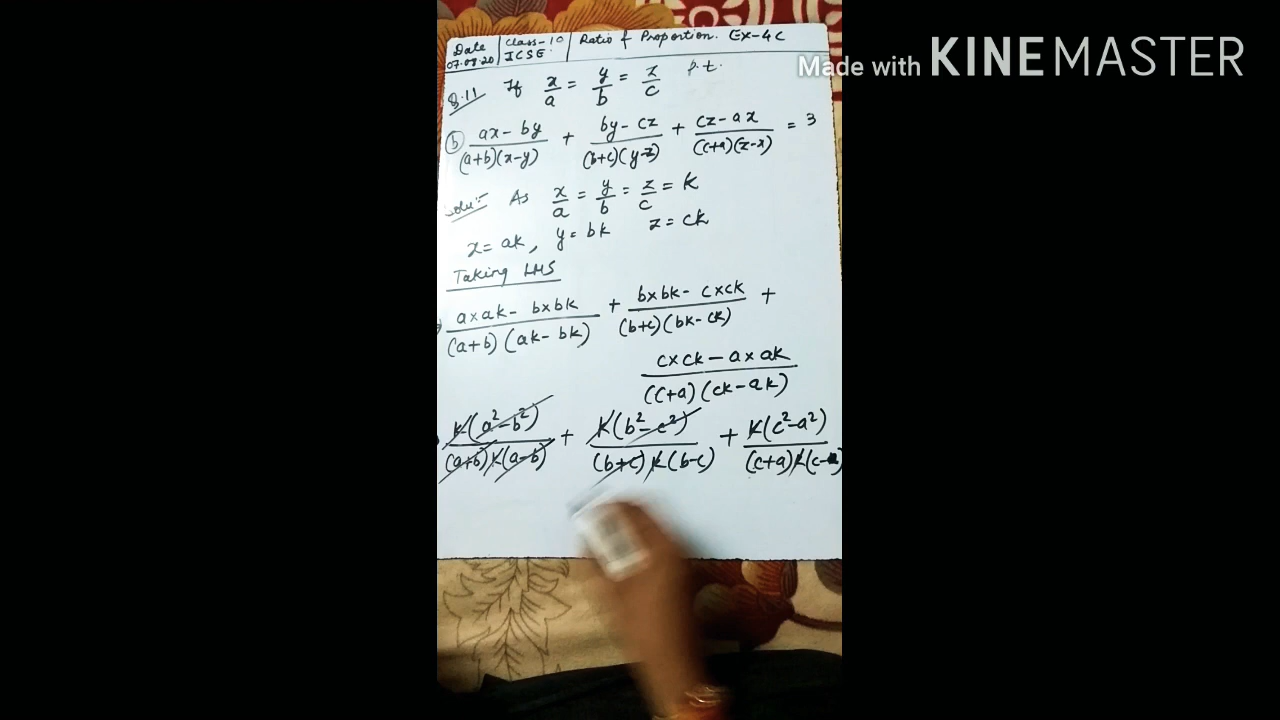 Made with KINEMASTER
Date 07.08.20 | Class-10 ICSE | Ratio & Proportion. EX-4C
Q.11 If x/a = y/b = z/c p.t.
(b) (ax-by)/((a+b)(x-y)) + (by-cz)/((b+c)(y-z)) + (cz-ax)/((c+a)(z-x)) = 3
Solu:- As x/a = y/b = z/c = k
x = ak, y = bk z = ck
Taking LHS
(a×ak - b×bk)/((a+b)(ak-bk)) + (b×bk - c×ck)/((b+c)(bk-ck)) +
(c×ck - a×ak)/((c+a)(ck-ak))
k(a²-b²)/((a+b)k(a-b)) + k(b²-c²)/((b+c)k(b-c)) + k(c²-a²)/((c+a)k(c-a)